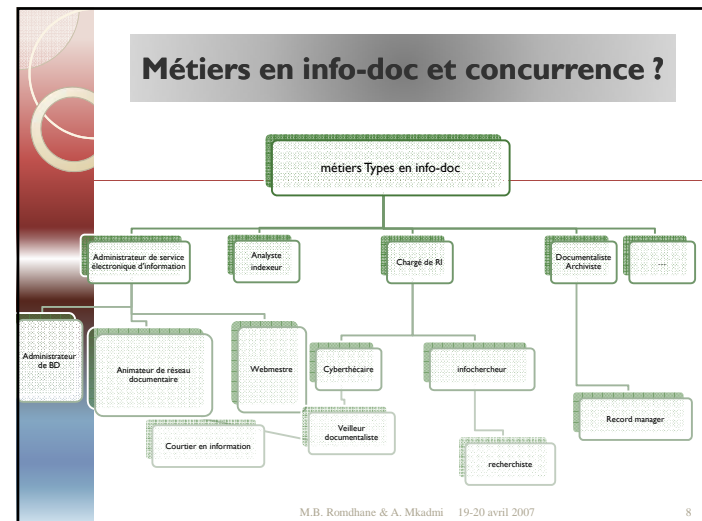 Métiers en info-doc et concurrence ?
métiers Types en info-doc
Administrateur de service
électronique d'information
Analyste
indexeur
Chargé de RI
Documentaliste
Archiviste
...
Administrateur
de BD
Animateur de réseau
documentaire
Webmestre
Cyberthécaire
infochercheur
Record manager
Courtier en information
Veilleur
documentaliste
recherchiste
M.B. Romdhane & A. Mkadmi 19-20 avril 2007 8